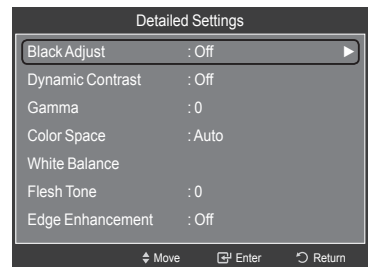 Detailed Settings
Black Adjust : Off ►
Dynamic Contrast : Off
Gamma : 0
Color Space : Auto
White Balance
Flesh Tone : 0
Edge Enhancement : Off
Move Enter Return